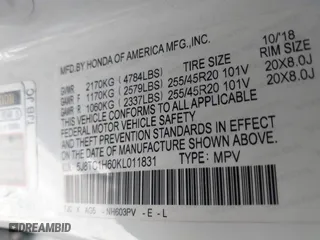 MFD.BY HONDA OF AMERICA MFG.,INC. 10/18
GVWR 2170KG (4784LBS) TIRE SIZE RIM SIZE
GAWR F 1170KG (2579LBS) 255/45R20 101V 20X8.0J
GAWR R 1060KG (2337LBS) 255/45R20 101V 20X8.0J
THIS VEHICLE CONFORMS TO ALL APPLICABLE
FEDERAL MOTOR VEHICLE SAFETY AND
THEFT PREVENTION STANDARDS IN EFFECT
ON THE DATE OF MANUFACTURE SHOWN ABOVE.
TYPE: MPV
NH603PV -E-L
©DREAMBID